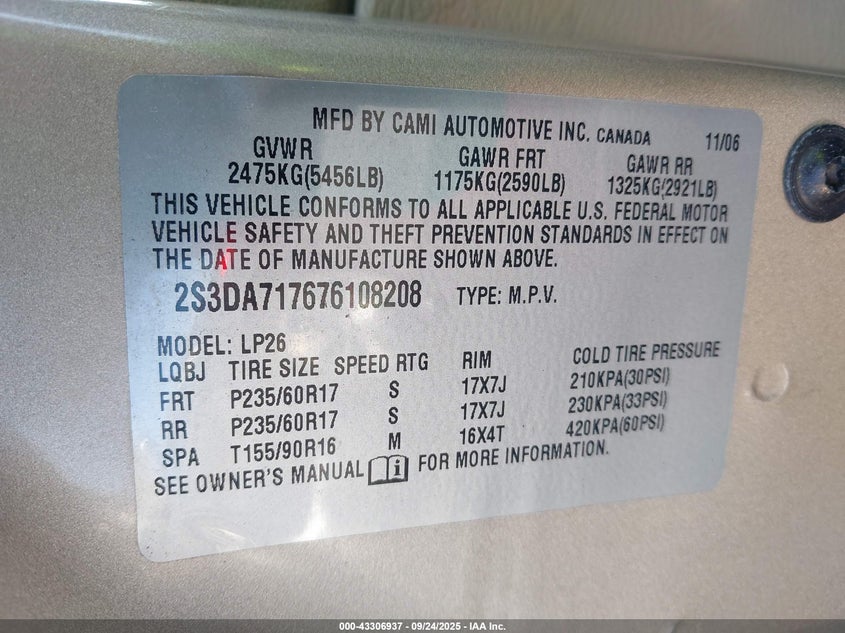 MFD BY CAMI AUTOMOTIVE INC. CANADA 11/06
GVWR GAWR FRT GAWR RR
2475KG(5456LB) 1175KG(2590LB) 1325KG(2921LB)
THIS VEHICLE CONFORMS TO ALL APPLICABLE U.S. FEDERAL MOTOR
VEHICLE SAFETY AND THEFT PREVENTION STANDARDS IN EFFECT ON
THE DATE OF MANUFACTURE SHOWN ABOVE.
2S3DA717676108208 TYPE: M.P.V.
MODEL: LP26
LQBJ TIRE SIZE SPEED RTG RIM COLD TIRE PRESSURE
FRT P235/60R17 S 17X7J 210KPA(30PSI)
RR P235/60R17 S 17X7J 230KPA(33PSI)
SPA T155/90R16 M 16X4T 420KPA(60PSI)
SEE OWNER'S MANUAL i FOR MORE INFORMATION.
000-43306937 - 09/24/2025 - IAA Inc.